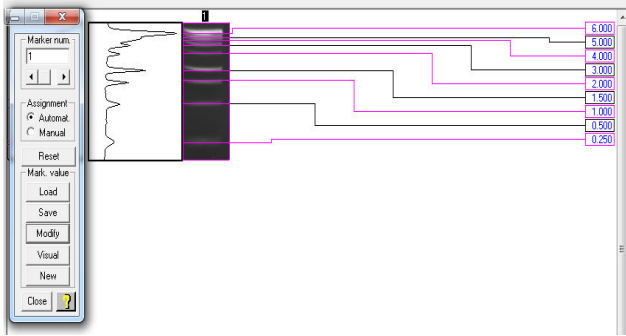 Marker num.
1
Assignment
Automat.
Manual
Reset
Mark. value
Load
Save
Modify
Visual
New
Close
?
1
6.000
5.000
4.000
3.000
2.000
1.500
1.000
0.500
0.250